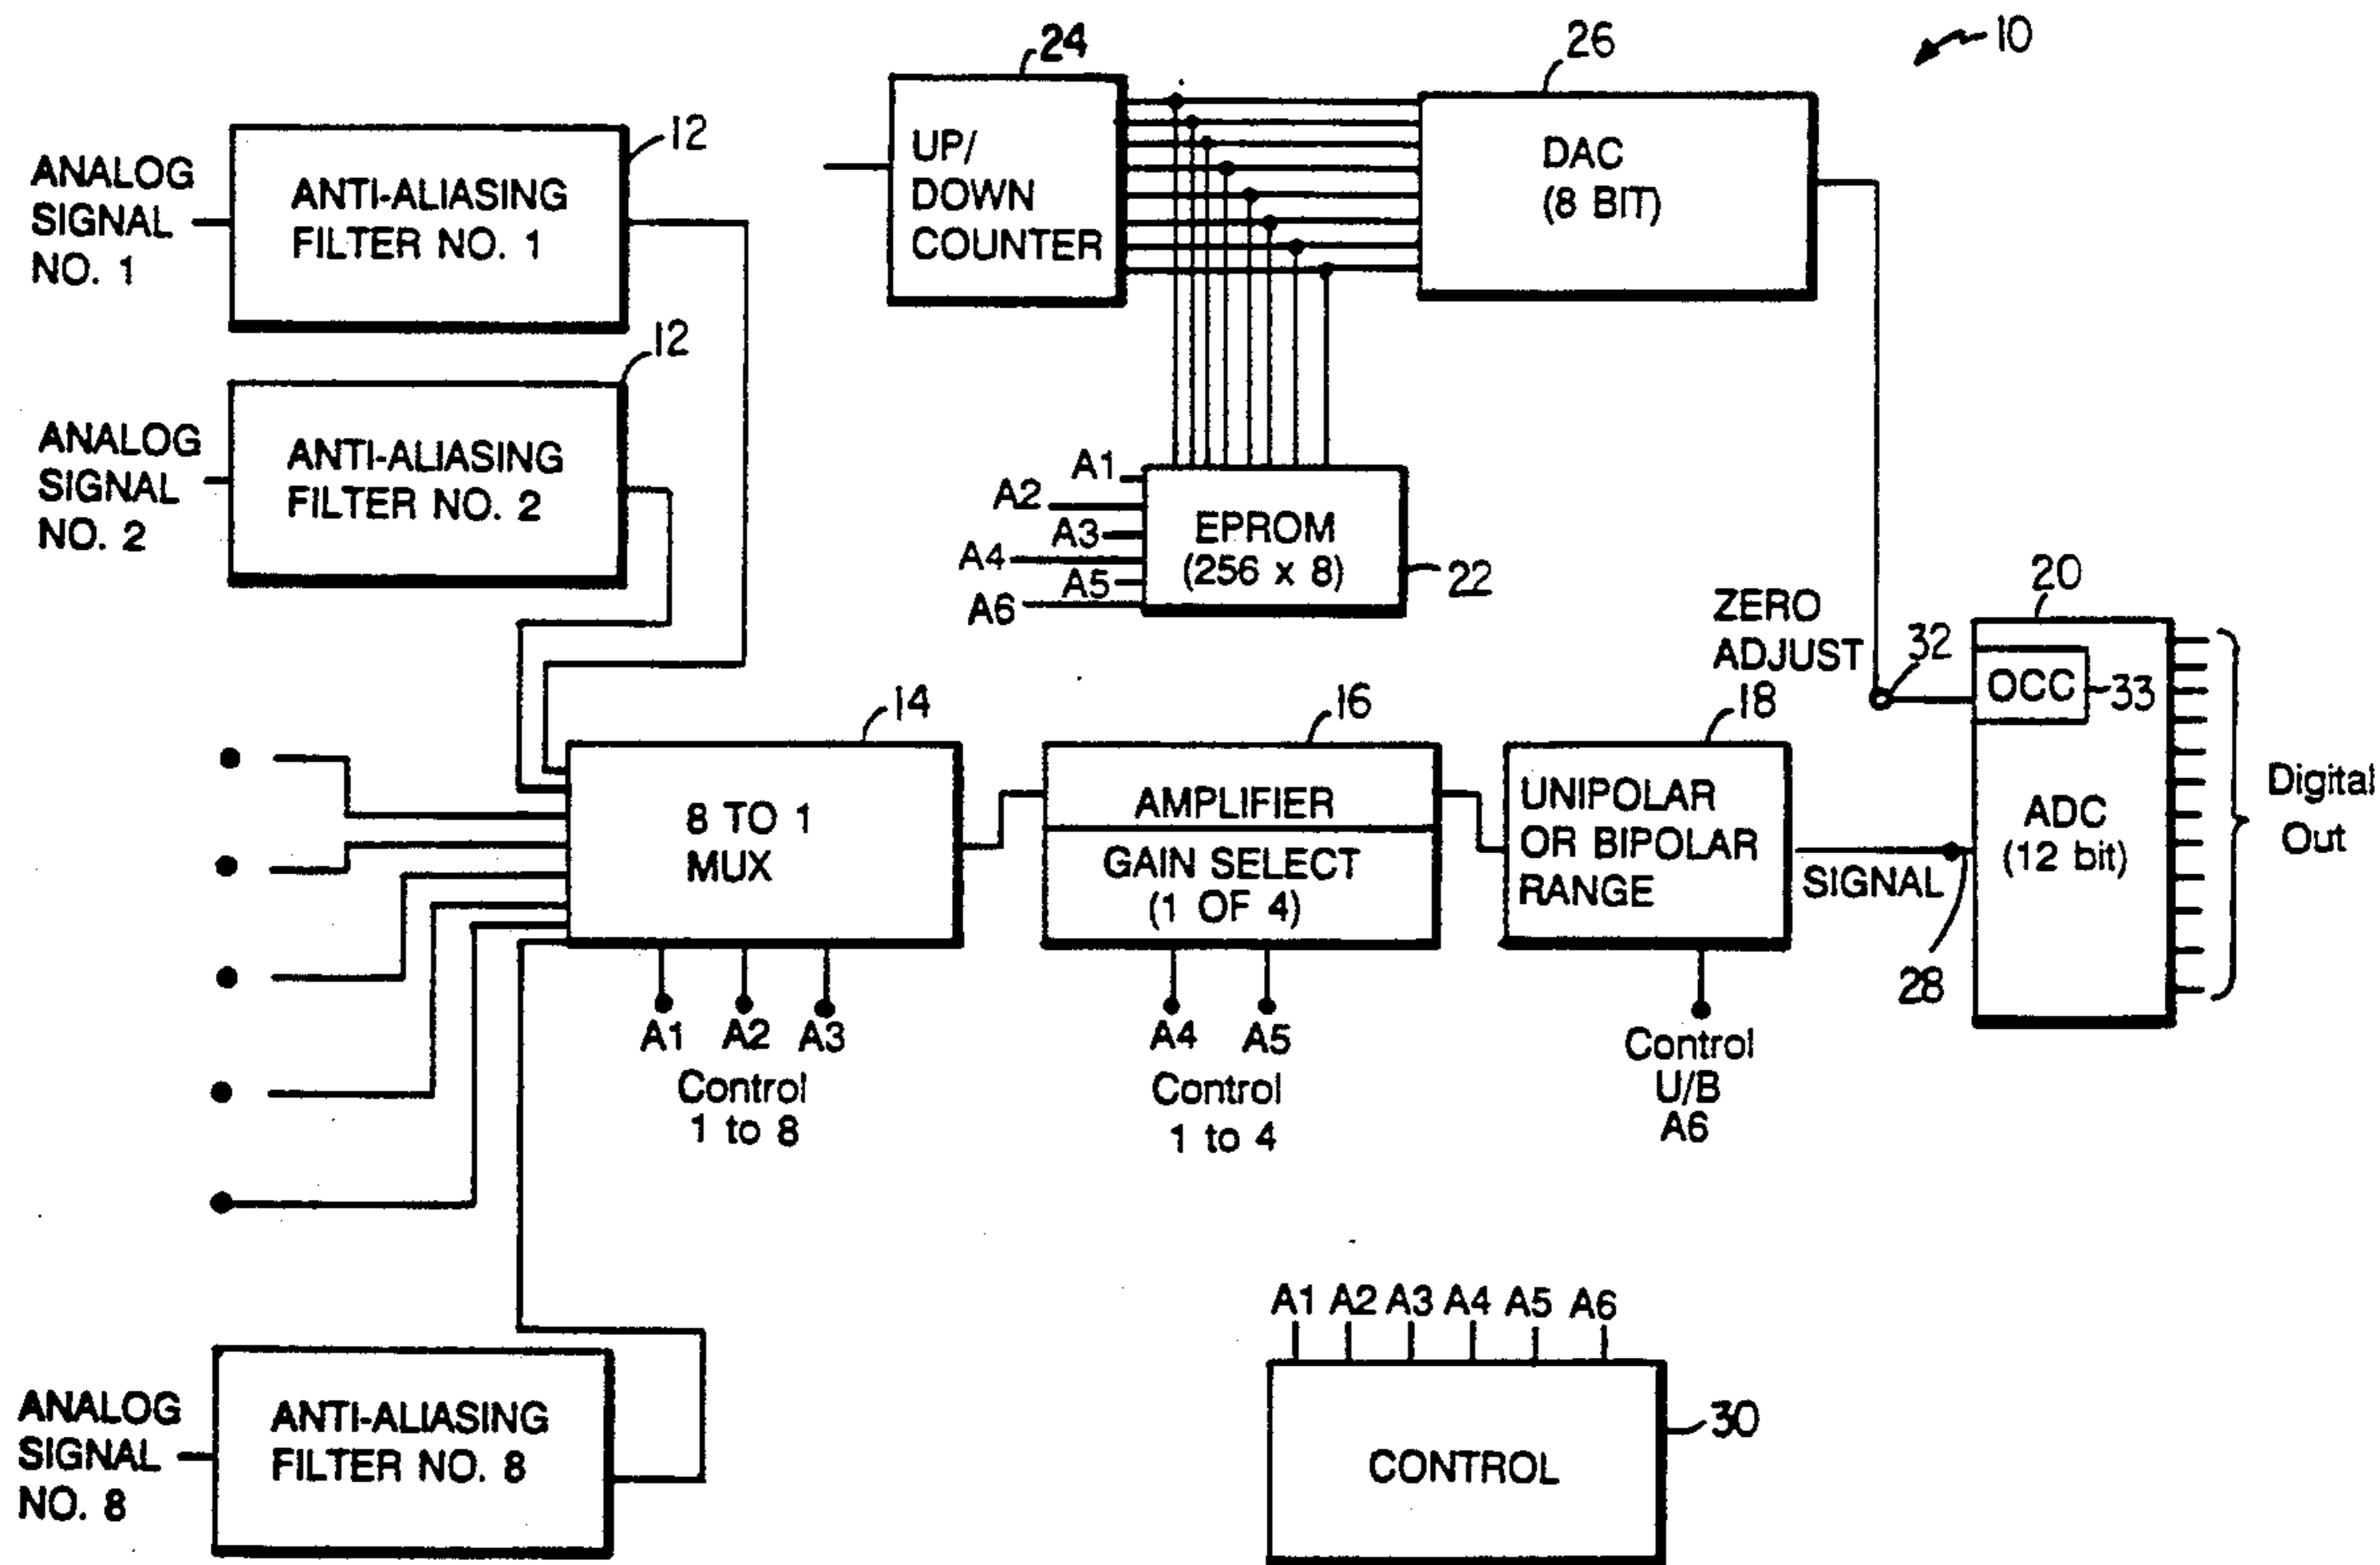 10
24
UP/
DOWN
COUNTER
26
DAC
(8 BIT)
ANALOG
SIGNAL
NO. 1
ANTI-ALIASING
FILTER NO. 1
12
ANALOG
SIGNAL
NO. 2
ANTI-ALIASING
FILTER NO. 2
12
A1
A2
A3
A4
A5
A6
EPROM
(256 x 8)
22
ZERO
ADJUST
32
20
OCC
33
ADC
(12 bit)
Digital
Out
14
8 TO 1
MUX
A1 A2 A3
Control
1 to 8
16
AMPLIFIER
GAIN SELECT
(1 OF 4)
A4 A5
Control
1 to 4
18
UNIPOLAR
OR BIPOLAR
RANGE
SIGNAL
28
Control
U/B
A6
ANALOG
SIGNAL
NO. 8
ANTI-ALIASING
FILTER NO. 8
A1 A2 A3 A4 A5 A6
CONTROL
30